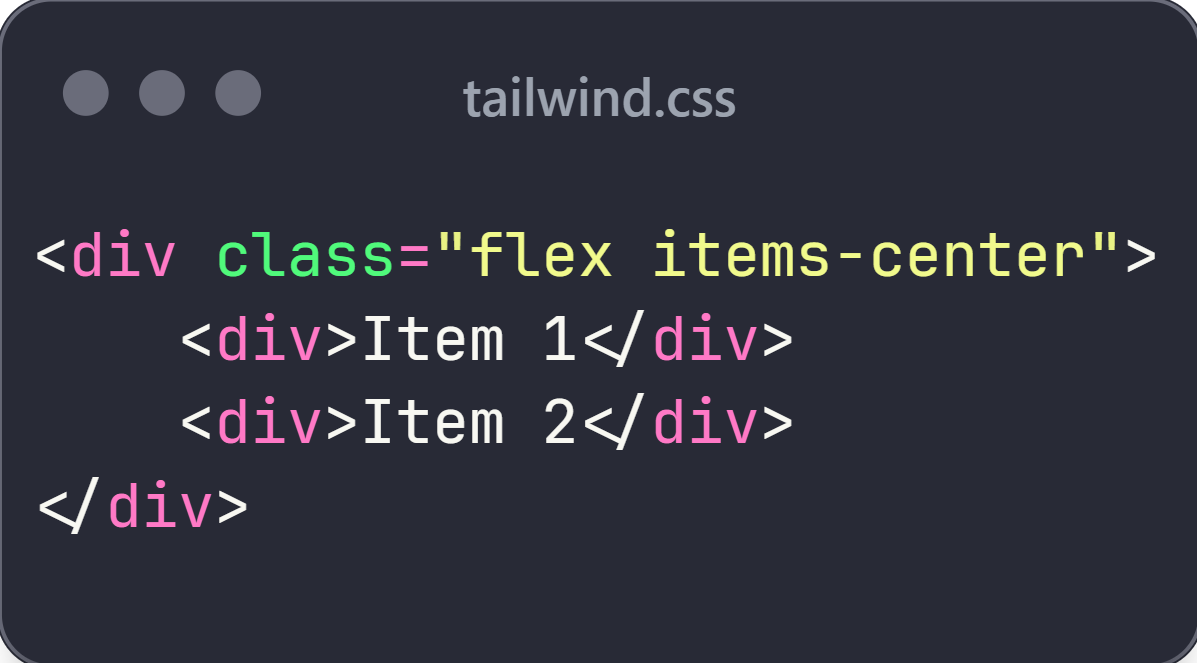 tailwind.css
<div class="flex items-center">
    <div>Item 1</div>
    <div>Item 2</div>
</div>